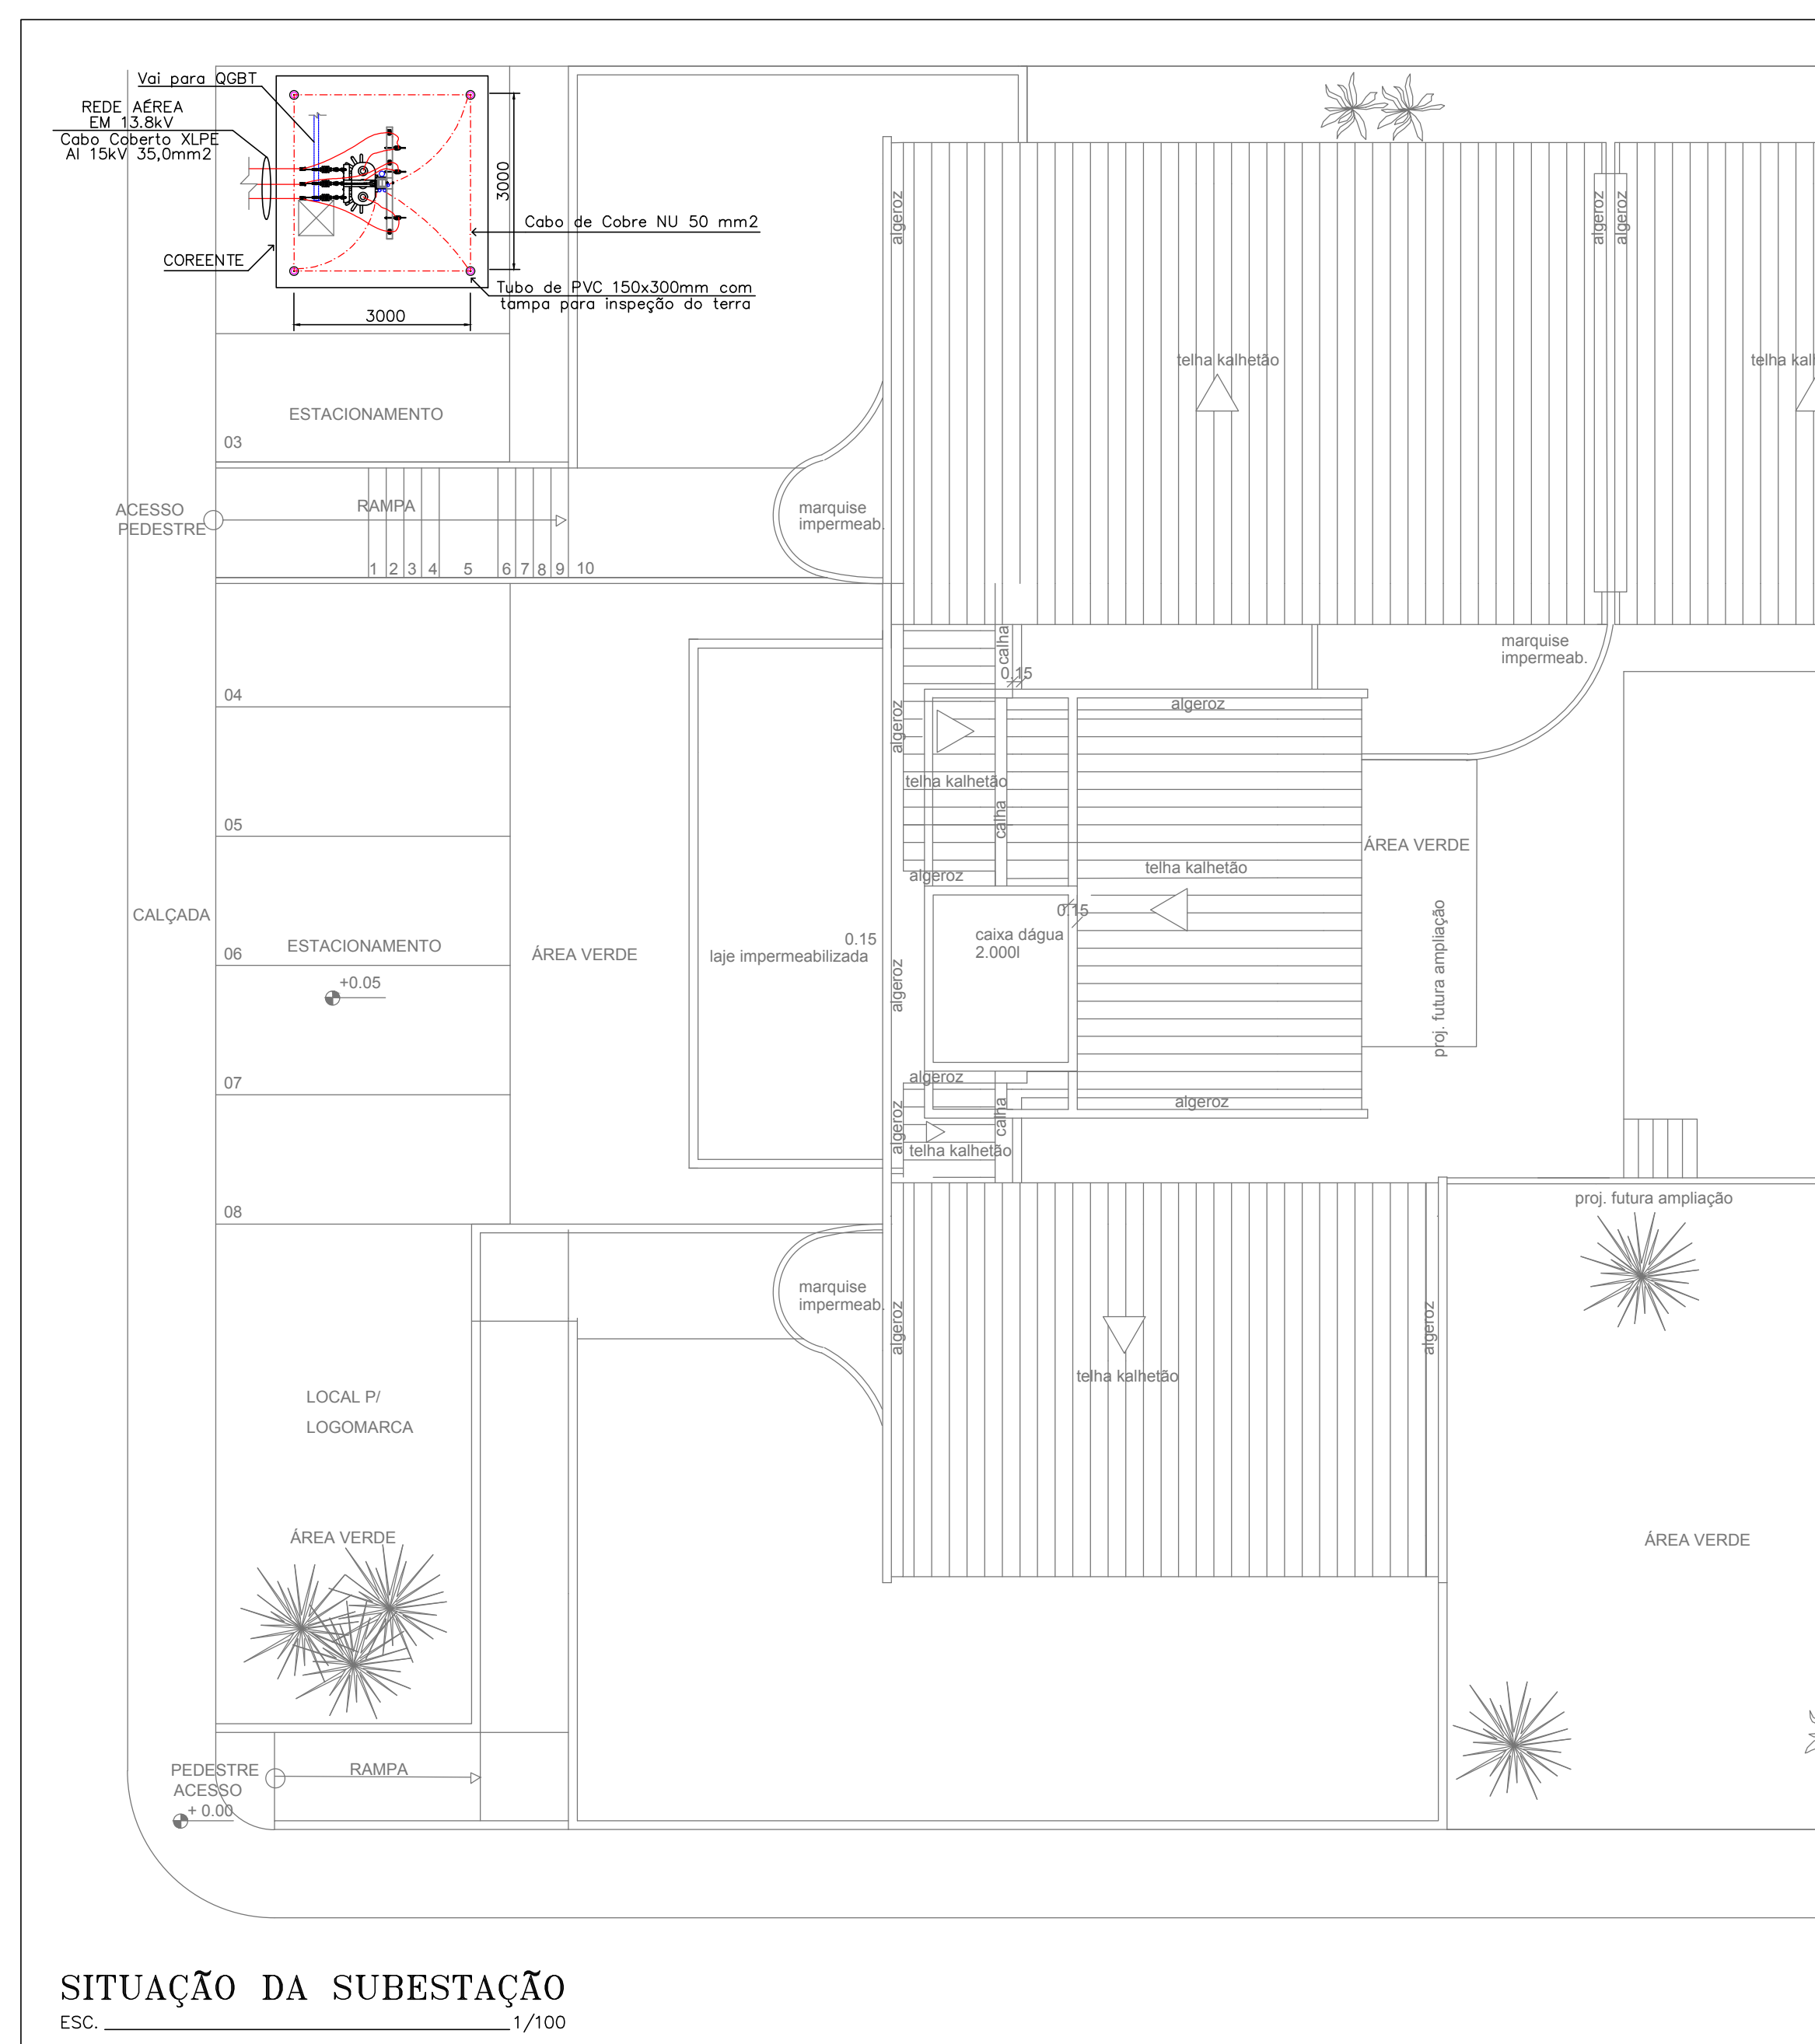 Vai para QGBT
REDE AÉREA
EM 13.8kV
Cabo Coberto XLPE
Al 15kV 35,0mm2
3000
Cabo de Cobre NU 50 mm2
COREENTE
Tubo de PVC 150x300mm com
tampa para inspeção do terra
3000
algeroz
algeroz
algeroz
telha kalhetão
telha kal
ESTACIONAMENTO
03
ACESSO
PEDESTRE
RAMPA
1 2 3 4 5 6 7 8 9 10
marquise
impermeab.
marquise
impermeab.
calha
0.15
04
algeroz
algeroz
telha kalhetão
calha
05
ÁREA VERDE
telha kalhetão
algeroz
0.15
CALÇADA
ESTACIONAMENTO
06
+0.05
ÁREA VERDE
0.15
laje impermeabilizada
caixa dágua
2.000l
algeroz
proj. futura ampliação
07
algeroz
algeroz
calha
algeroz
telha kalhetão
08
proj. futura ampliação
marquise
impermeab.
algeroz
algeroz
telha kalhetão
LOCAL P/
LOGOMARCA
ÁREA VERDE
ÁREA VERDE
PEDESTRE
ACESSO
RAMPA
+ 0.00
SITUAÇÃO DA SUBESTAÇÃO
ESC. 1/100